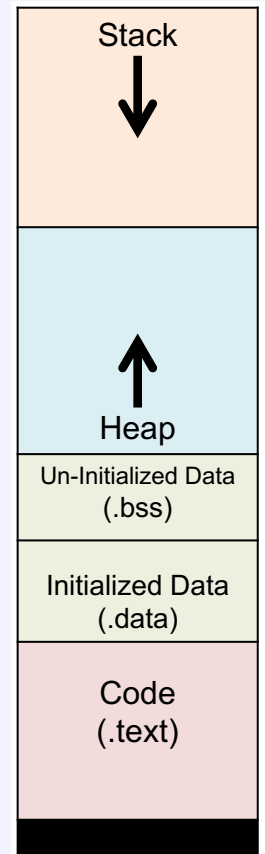 Stack
Heap
Un-Initialized Data
(.bss)
Initialized Data
(.data)
Code
(.text)